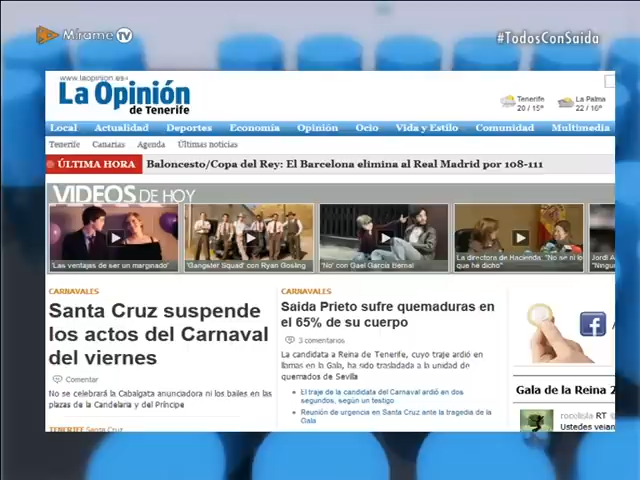 Mírame TV
#TodosConSaida
www.laopinion.es
La Opinión
de Tenerife
Tenerife
20 / 15º
La Palma
22 / 16º
Local Actualidad Deportes Economía Opinión Ocio Vida y Estilo Comunidad Multimedia
Tenerife Canarias Agenda Últimas noticias
ÚLTIMA HORA Baloncesto/Copa del Rey: El Barcelona elimina al Real Madrid por 108-111
VIDEOS DE HOY
'Las ventajas de ser un marginado'
'Gangster Squad' con Ryan Gosling
'No' con Gael García Bernal
La directora de Hacienda: "No se ni lo
que he dicho"
Jordi A
"Ningu
CARNAVALES
Santa Cruz suspende
los actos del Carnaval
del viernes
Comentar
No se celebrará la Cabalgata anunciadora ni los bailes en las
plazas de la Candelaria y del Príncipe
TENERIFE Santa Cruz
CARNAVALES
Saida Prieto sufre quemaduras en
el 65% de su cuerpo
3 comentarios
La candidata a Reina de Tenerife, cuyo traje ardió en
llamas en la Gala, ha sido trasladada a la unidad de
quemados de Sevilla
El traje de la candidata del Carnaval ardió en dos
segundos, según un testigo
Reunión de urgencia en Santa Cruz ante la tragedia de la
Gala
f
Gala de la Reina 2
rocelisla RT
Ustedes veian